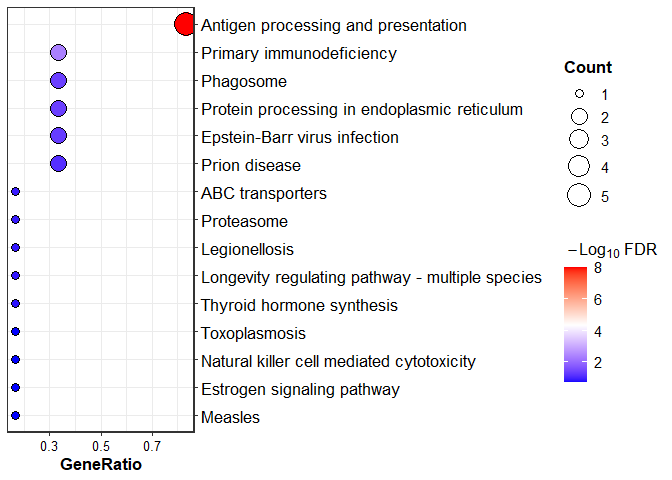 Antigen processing and presentation
Primary immunodeficiency
Phagosome
Protein processing in endoplasmic reticulum
Epstein-Barr virus infection
Prion disease
ABC transporters
Proteasome
Legionellosis
Longevity regulating pathway - multiple species
Thyroid hormone synthesis
Toxoplasmosis
Natural killer cell mediated cytotoxicity
Estrogen signaling pathway
Measles
0.3 0.5 0.7
GeneRatio
Count
1
2
3
4
5
−Log₁₀ FDR
8
6
4
2